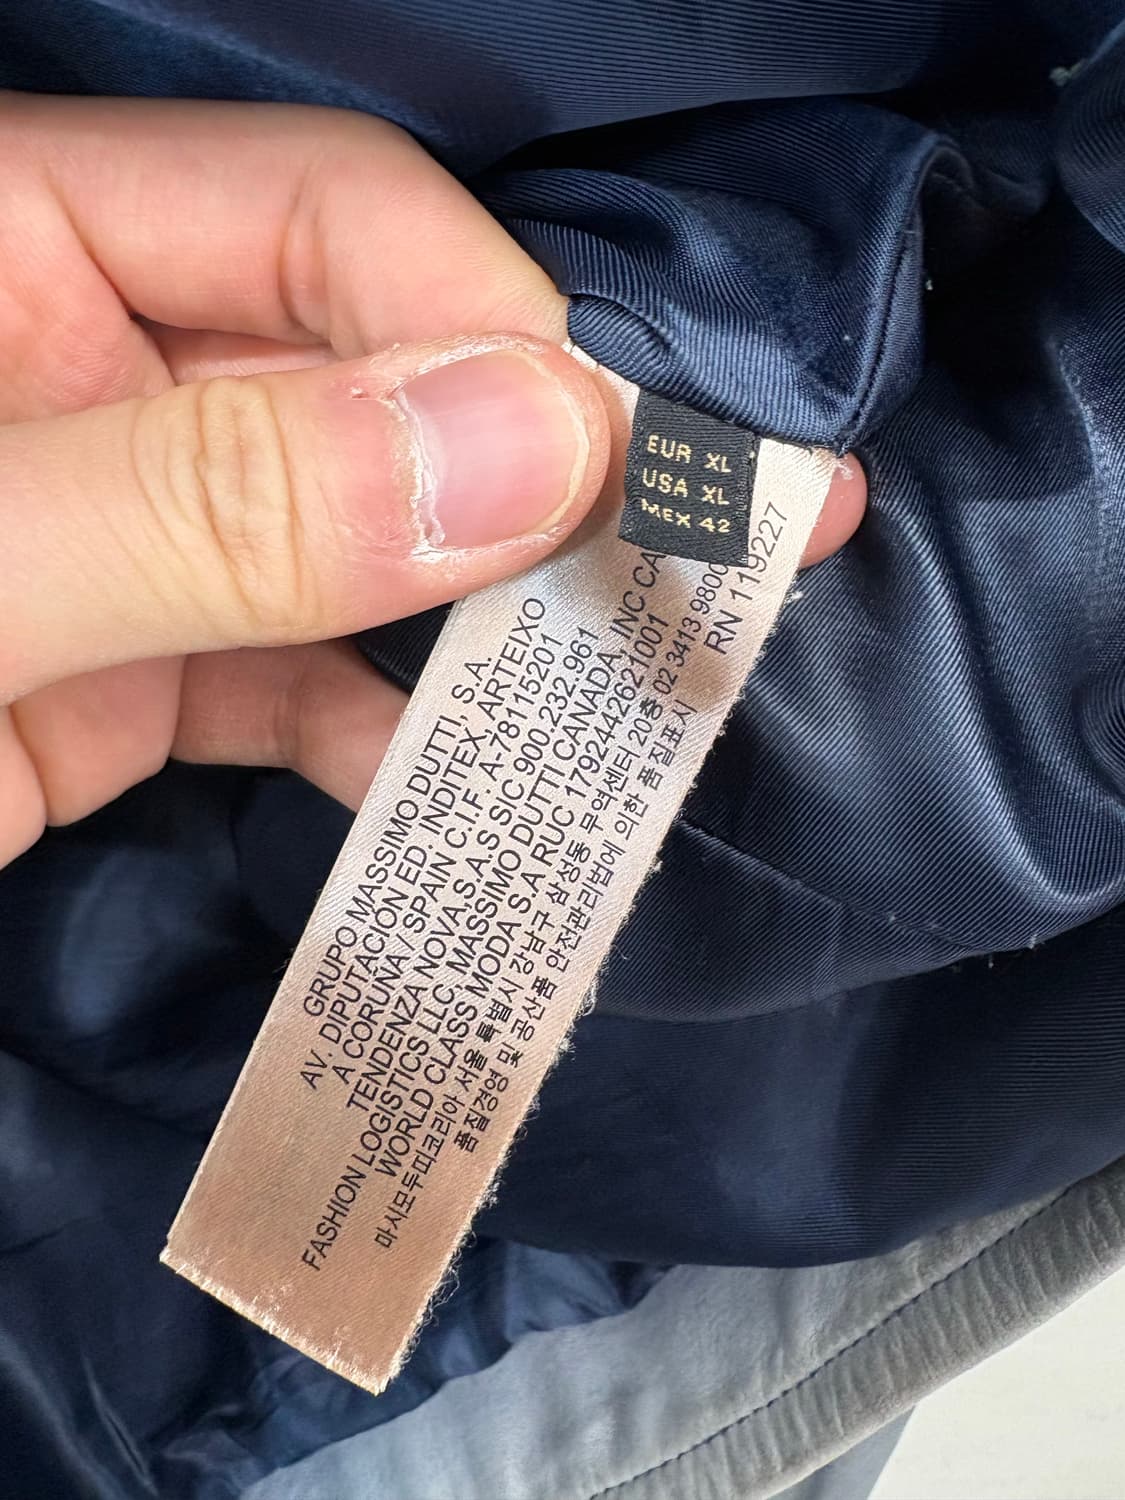 EUR XL
USA XL
MEX 42
GRUPO MASSIMO DUTTI, S.A.
AV. DIPUTACIÓN ED. INDITEX, ARTEIXO
A CORUÑA / SPAIN C.I.F. A-78115201
TENDENZA NOVA,S.A.S SIC 900.232.961
FASHION LOGISTICS LLC, MASSIMO DUTTI CANADA, INC CA
WORLD CLASS MODA S.A RUC 1792442621001
마시모두띠코리아 서울 특별시 강남구 삼성동 무역센터 20층 02 3413 9800
품질경영 및 공산품 안전관리법에 의한 품질표시
RN 119227